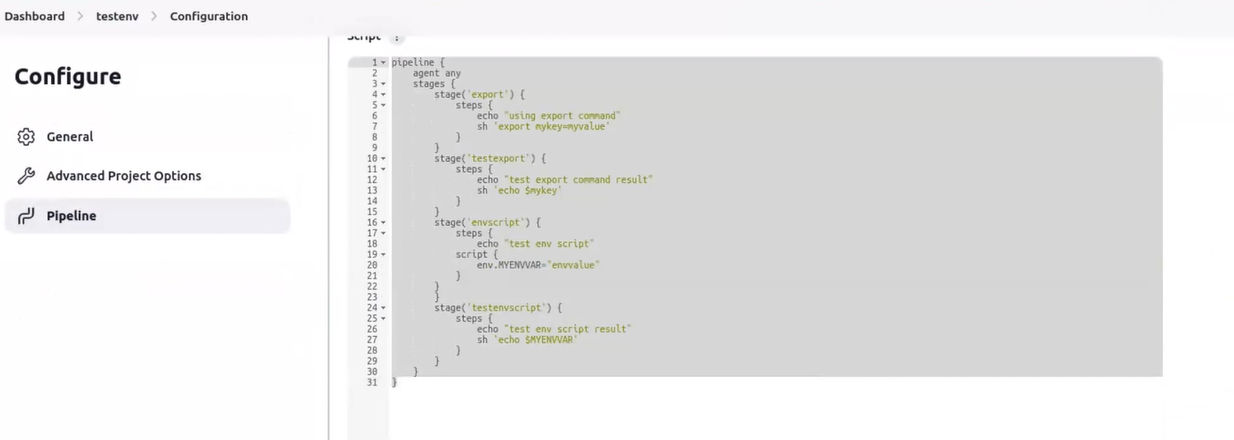 Dashboard > testenv > Configuration
Script ?
Configure
General
Advanced Project Options
Pipeline
1 pipeline {
2     agent any
3     stages {
4         stage('export') {
5             steps {
6                 echo "using export command"
7                 sh 'export mykey=myvalue'
8             }
9         }
10         stage('testexport') {
11             steps {
12                 echo "test export command result"
13                 sh 'echo $mykey'
14             }
15         }
16         stage('envscript') {
17             steps {
18                 echo "test env script"
19             script {
20                 env.MYENVVAR="envvalue"
21             }
22         }
23         }
24         stage('testenvscript') {
25             steps {
26                 echo "test env script result"
27                 sh 'echo $MYENVVAR'
28             }
29         }
30     }
31 }